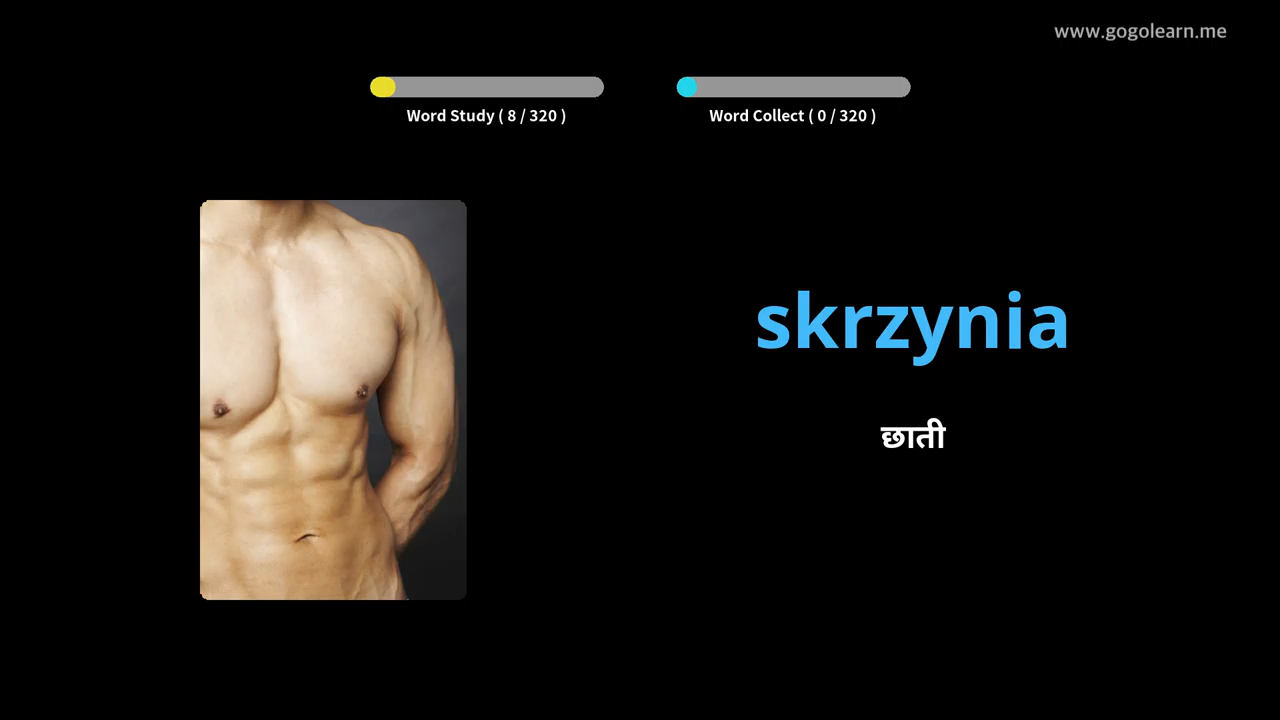 www.gogolearn.me
Word Study ( 8 / 320 )
Word Collect ( 0 / 320 )
skrzynia
छाती